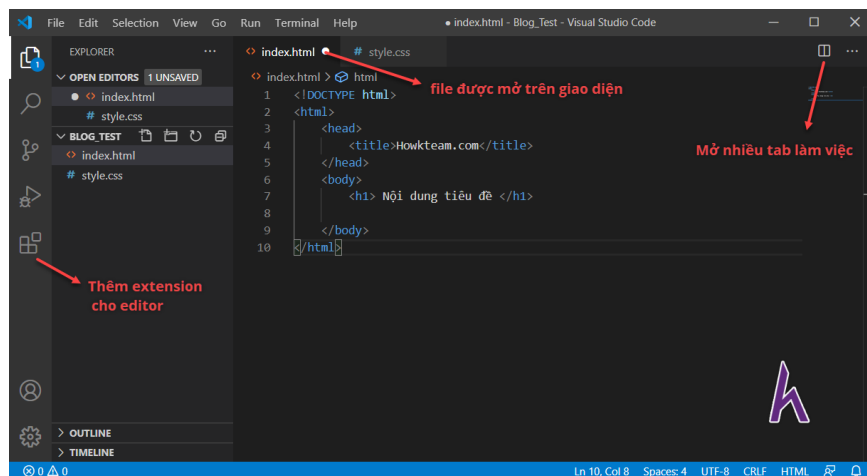 File Edit Selection View Go Run Terminal Help ● index.html - Blog_Test - Visual Studio Code
EXPLORER
OPEN EDITORS 1 UNSAVED
index.html
# style.css
BLOG_TEST
index.html
# style.css
OUTLINE
TIMELINE
1
index.html ● # style.css
index.html > html
1 <!DOCTYPE html>
2 <html>
3 <head>
4 <title>Howkteam.com</title>
5 </head>
6 <body>
7 <h1> Nội dung tiêu đề </h1>
8
9 </body>
10 </html>
file được mở trên giao diện
Mở nhiều tab làm việc
Thêm extension
cho editor
0 0 Ln 10, Col 8 Spaces: 4 UTF-8 CRLF HTML